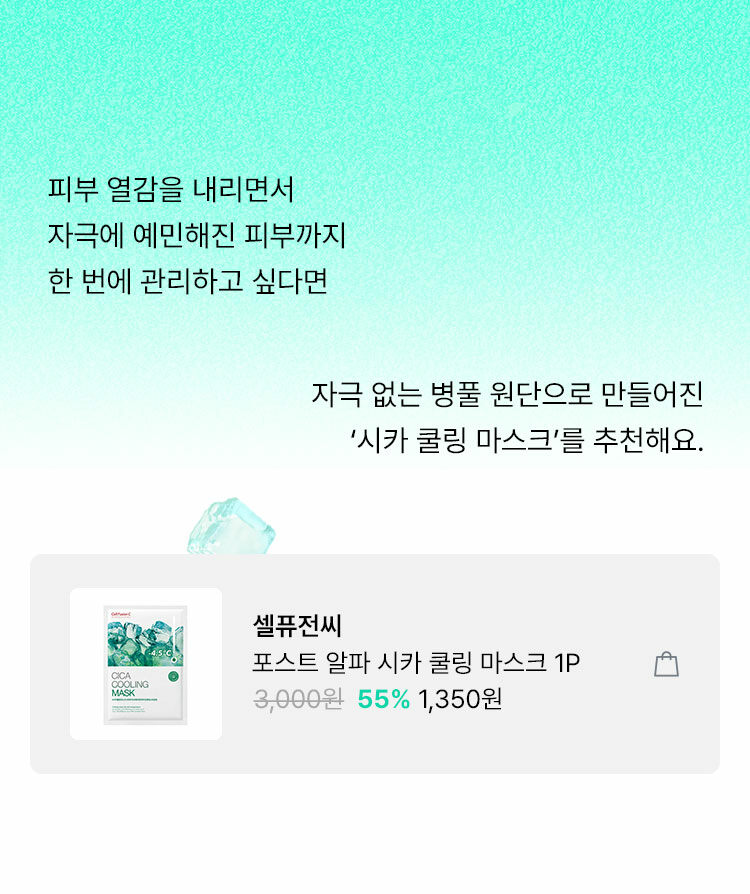 피부 열감을 내리면서
자극에 예민해진 피부까지
한 번에 관리하고 싶다면
자극 없는 병풀 원단으로 만들어진
‘시카 쿨링 마스크’를 추천해요.
Cell Fusion C
-4.5°C
CICA
COOLING
MASK
셀퓨전씨
포스트 알파 시카 쿨링 마스크 1P
3,000원 55% 1,350원